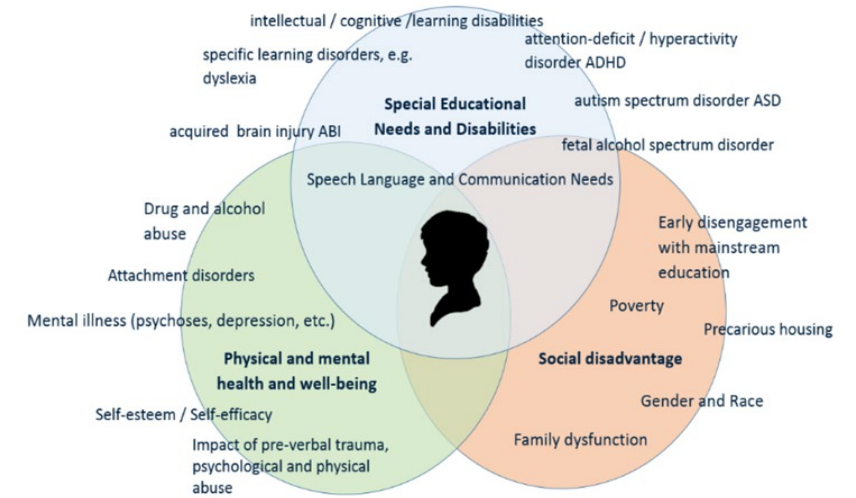 intellectual / cognitive /learning disabilities
attention-deficit / hyperactivity
disorder ADHD
specific learning disorders, e.g.
dyslexia
autism spectrum disorder ASD
Special Educational
Needs and Disabilities
acquired  brain injury ABI
fetal alcohol spectrum disorder
Speech Language and Communication Needs
Drug and alcohol
abuse
Early disengagement
with mainstream
education
Attachment disorders
Poverty
Mental illness (psychoses, depression, etc.)
Precarious housing
Physical and mental
health and well-being
Social disadvantage
Gender and Race
Self-esteem / Self-efficacy
Family dysfunction
Impact of pre-verbal trauma,
psychological and physical
abuse